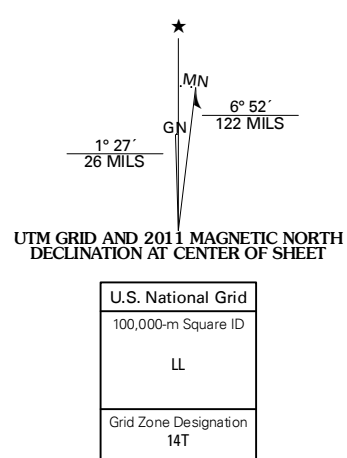 ★
MN
GN
6° 52´
122 MILS
1° 27´
26 MILS
UTM GRID AND 2011 MAGNETIC NORTH
DECLINATION AT CENTER OF SHEET
U.S. National Grid
100,000-m Square ID
LL
Grid Zone Designation
14T